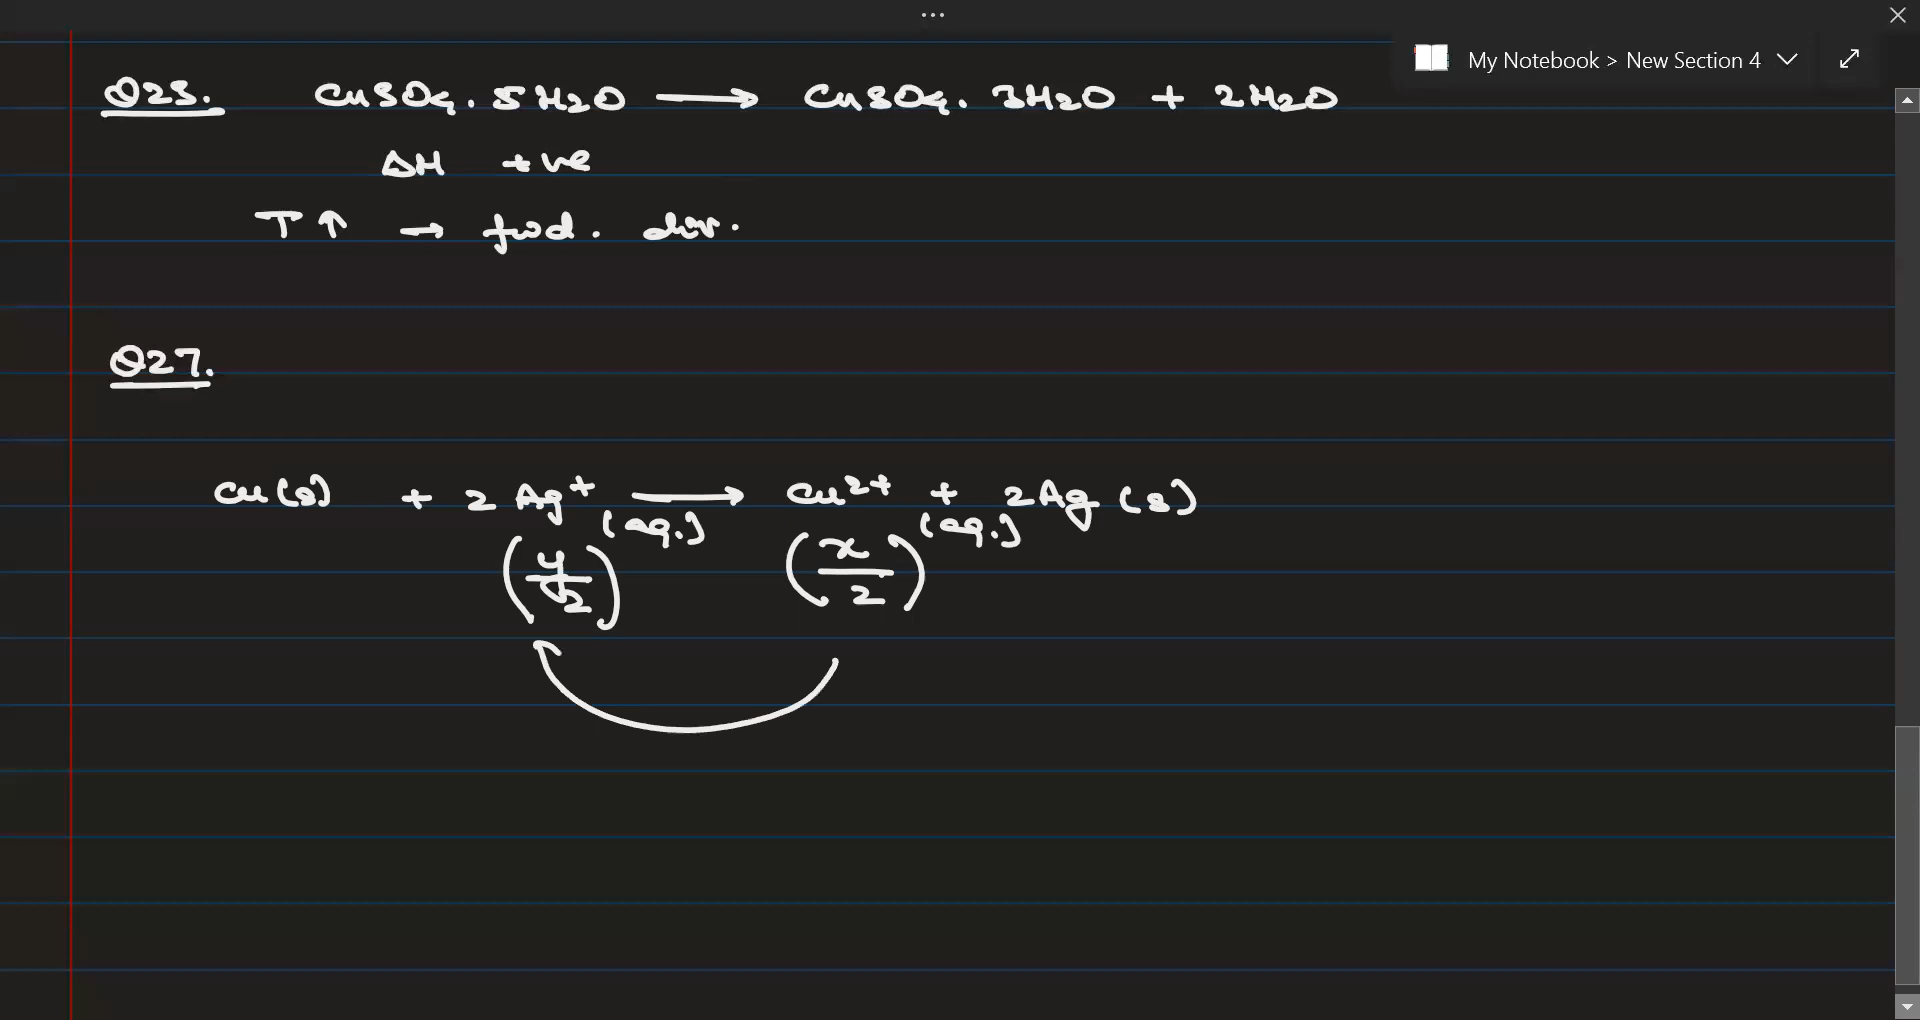 My Notebook > New Section 4
Q23. CuSO4.5H2O → CuSO4.3H2O + 2H2O
ΔH +ve
T↑ → fwd. dir.
Q27.
Cu(s) + 2Ag+ (aq.) → Cu2+ (aq.) + 2Ag(s)
(y/√2) (x/2)